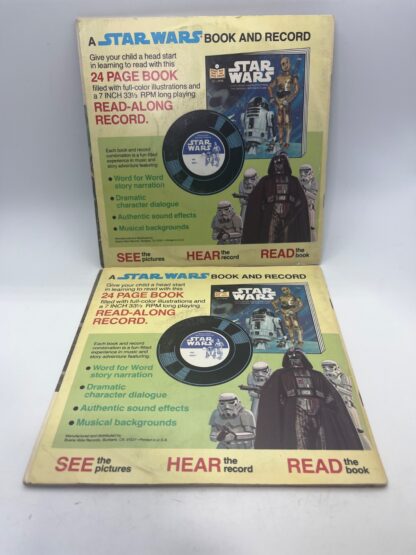 A STAR WARS BOOK AND RECORD
Give your child a head start
in learning to read with this
24 PAGE BOOK
filled with full-color illustrations and
a 7 INCH 33⅓ RPM long playing
READ-ALONG
RECORD.
STAR WARS
STAR WARS
Each book and record
combination is a fun-filled
experience in music and
story adventure featuring:
• Word for Word
story narration
• Dramatic
character dialogue
• Authentic sound effects
• Musical backgrounds
SEE the pictures
HEAR the record
READ the book
A STAR WARS BOOK AND RECORD
Give your child a head start
in learning to read with this
24 PAGE BOOK
filled with full-color illustrations and
a 7 INCH 33⅓ RPM long playing
READ-ALONG
RECORD.
STAR WARS
STAR WARS
Each book and record
combination is a fun-filled
experience in music and
story adventure featuring:
• Word for Word
story narration
• Dramatic
character dialogue
• Authentic sound effects
• Musical backgrounds
Manufactured and distributed by
SEE the pictures
HEAR the record
READ the book